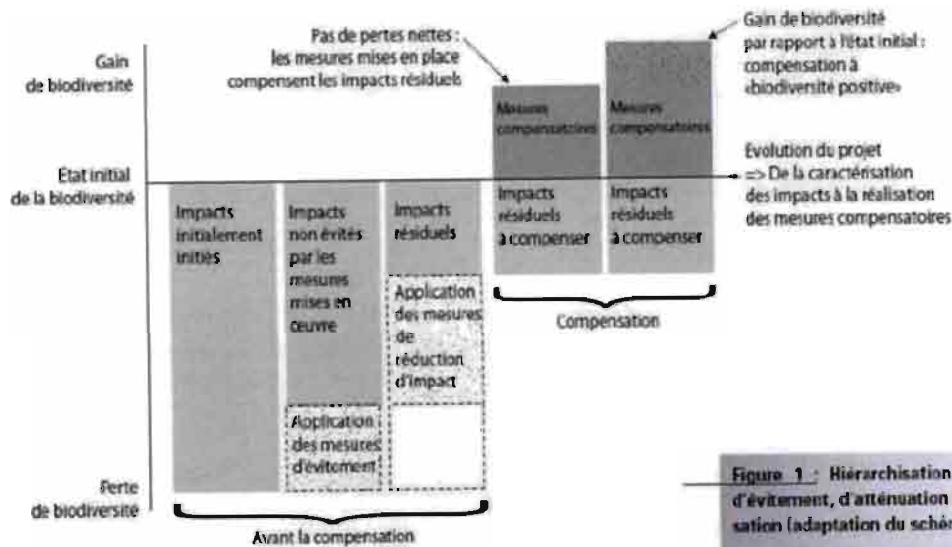 Gain
de biodiversité
État initial
de la biodiversité
Perte
de biodiversité
Pas de pertes nettes :
les mesures mises en place
compensent les impacts résiduels
Gain de biodiversité
par rapport à l'état initial :
compensation à
«biodiversité positive»
Mesures
compensatoires
Mesures
compensatoires
Évolution du projet
=> De la caractérisation
des impacts à la réalisation
des mesures compensatoires
Impacts
initialement
initiés
Impacts
non évités
par les
mesures
mises en
œuvre
Application
des mesures
d'évitement
Impacts
résiduels
Application
des mesures
de
réduction
d'impact
Impacts
résiduels
à compenser
Impacts
résiduels
à compenser
Compensation
Avant la compensation
Figure 1 : Hiérarchisation
d'évitement, d'atténuation
sation (adaptation du sché